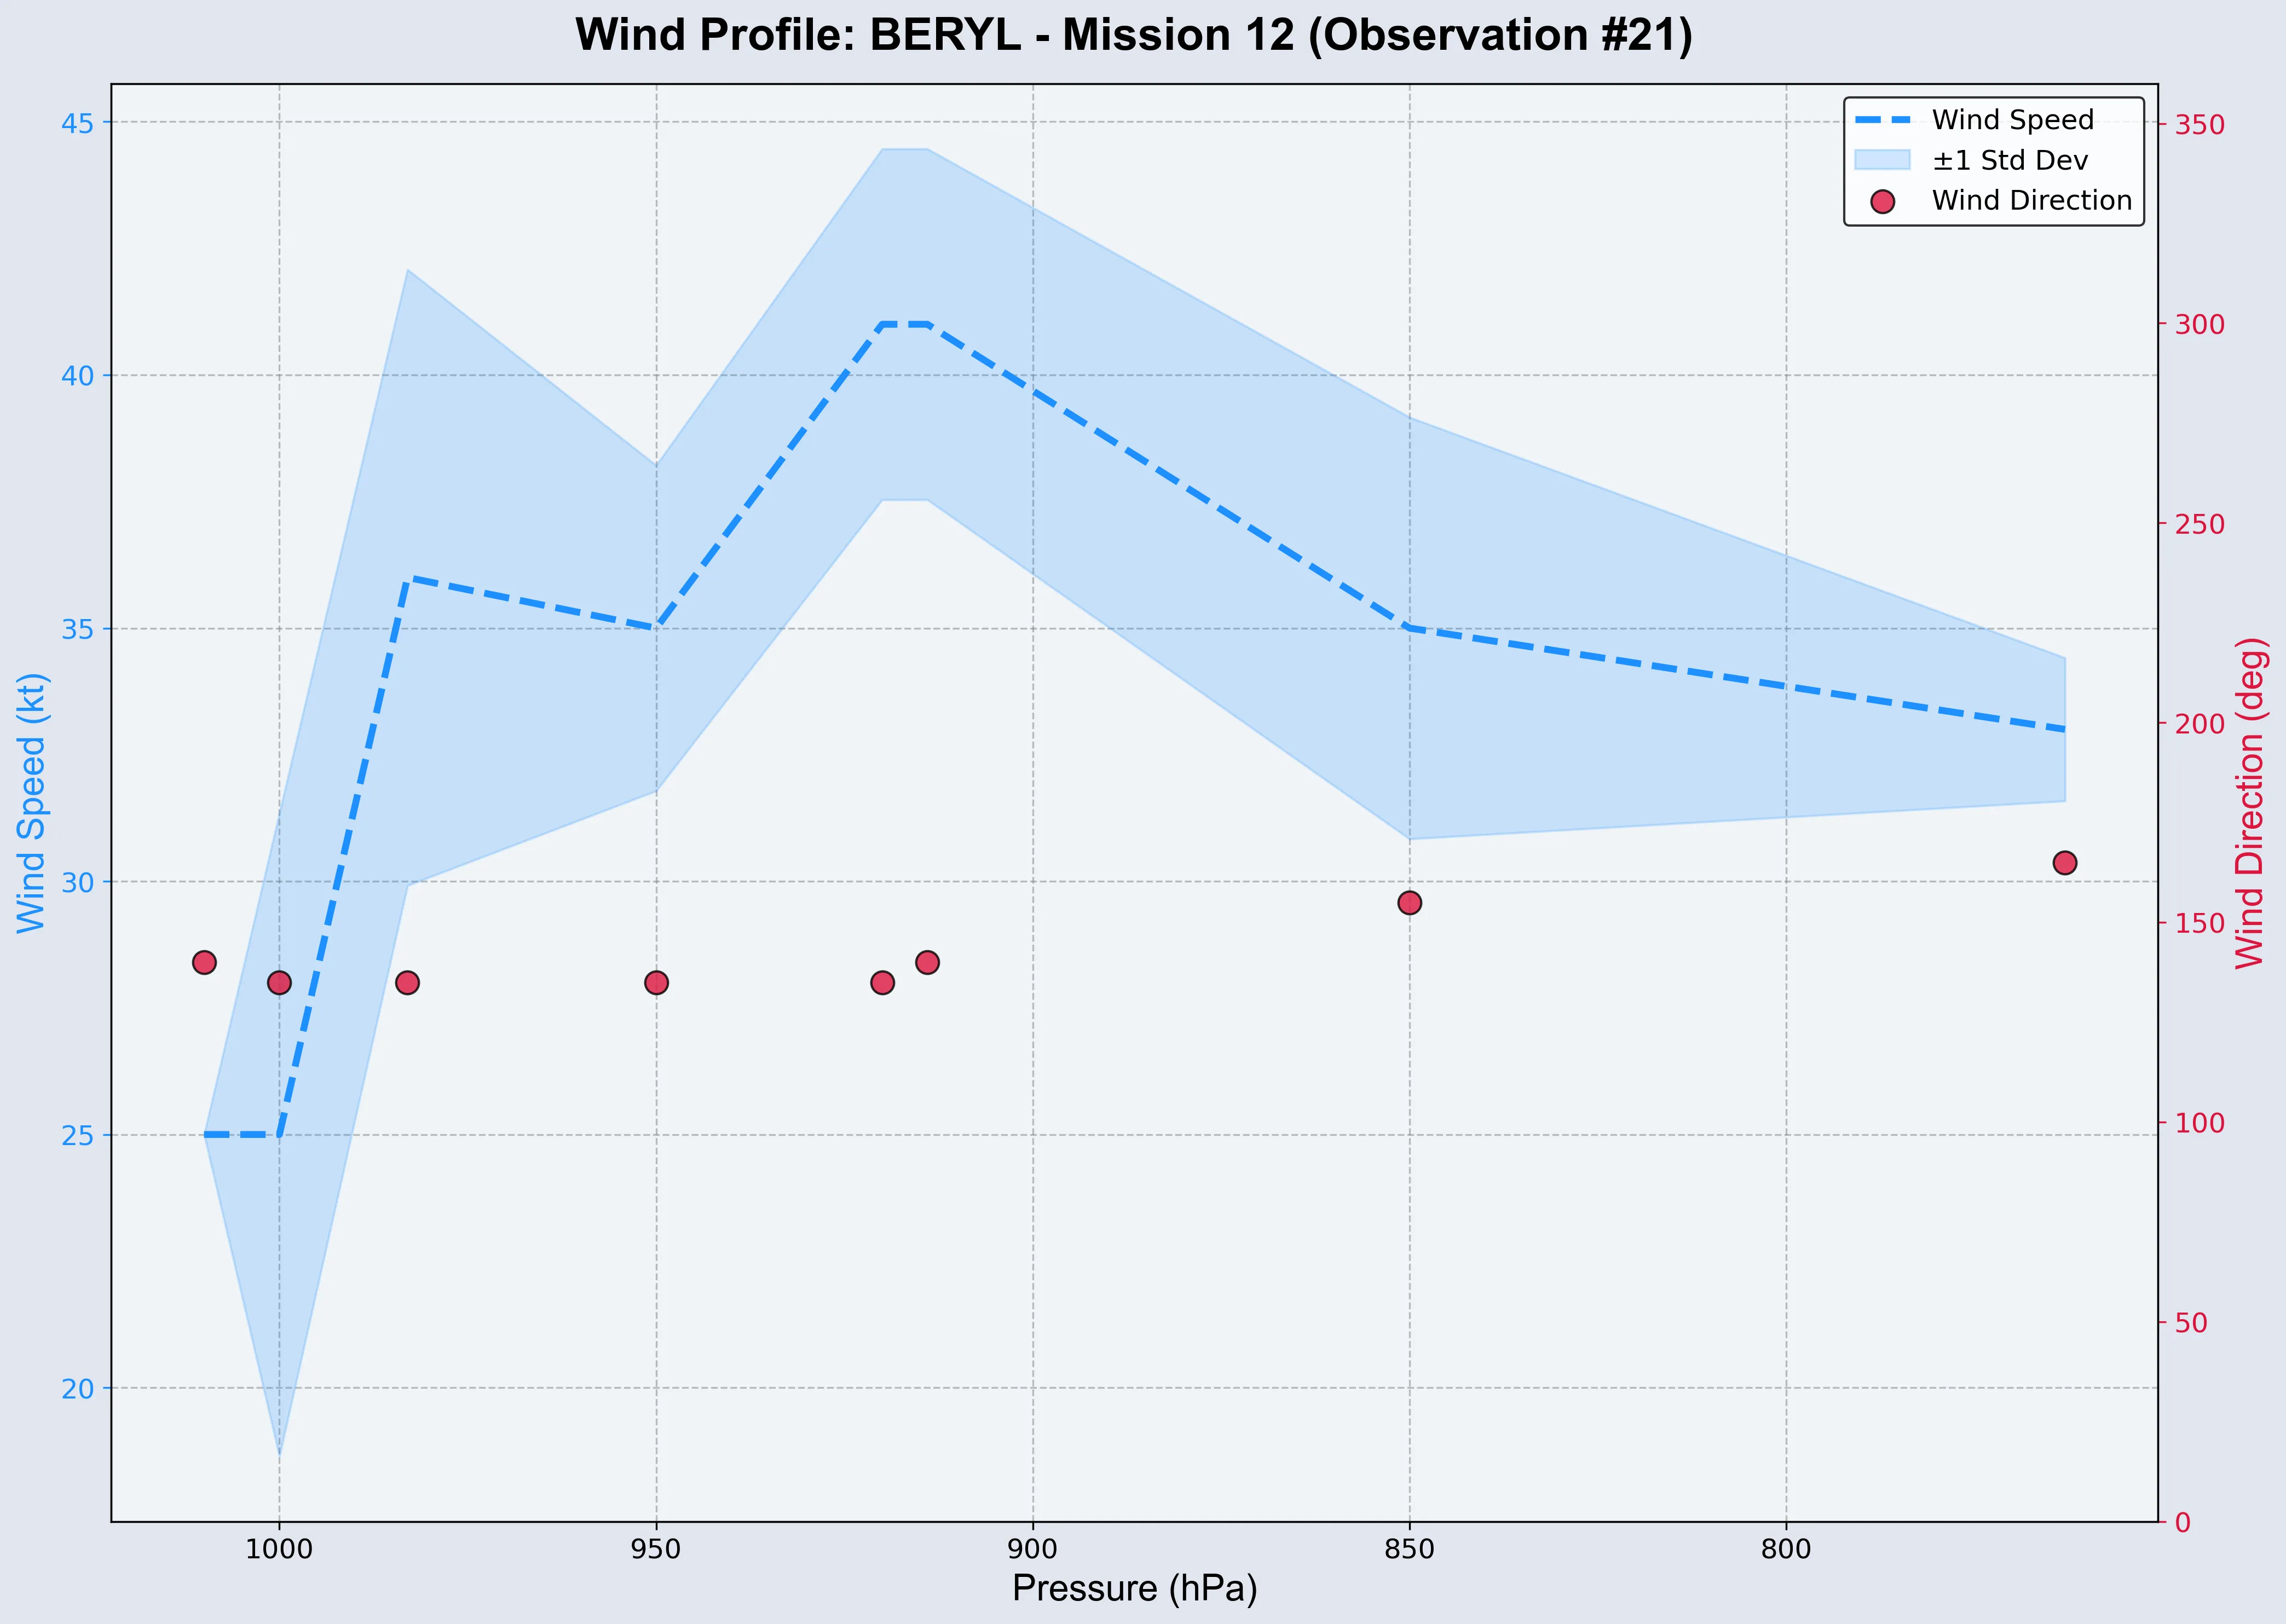 Wind Profile: BERYL - Mission 12 (Observation #21)
Wind Speed
±1 Std Dev
Wind Direction
Wind Speed (kt)
45
40
35
30
25
20
350
300
250
200
150
100
50
0
Wind Direction (deg)
1000 950 900 850 800
Pressure (hPa)